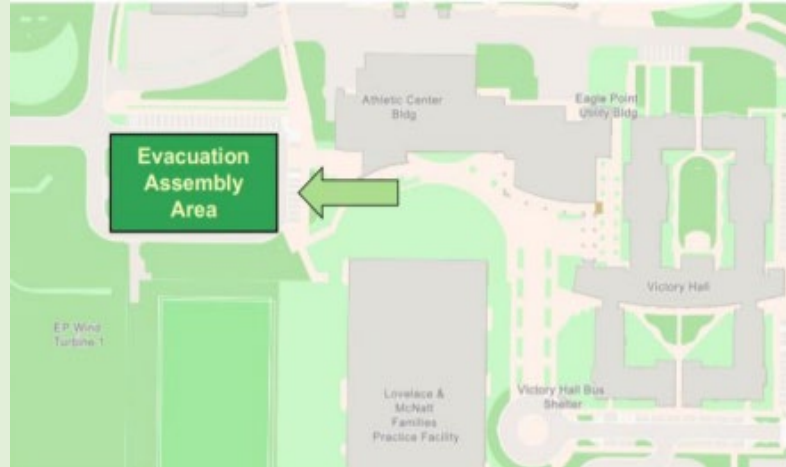 Athletic Center
Bldg
Eagle Point
Utility Bldg
Evacuation
Assembly
Area
Victory Hall
EP Wind
Turbine 1
Victory Hall Bus
Shelter
Lovelace &
McNatt
Families
Practice Facility